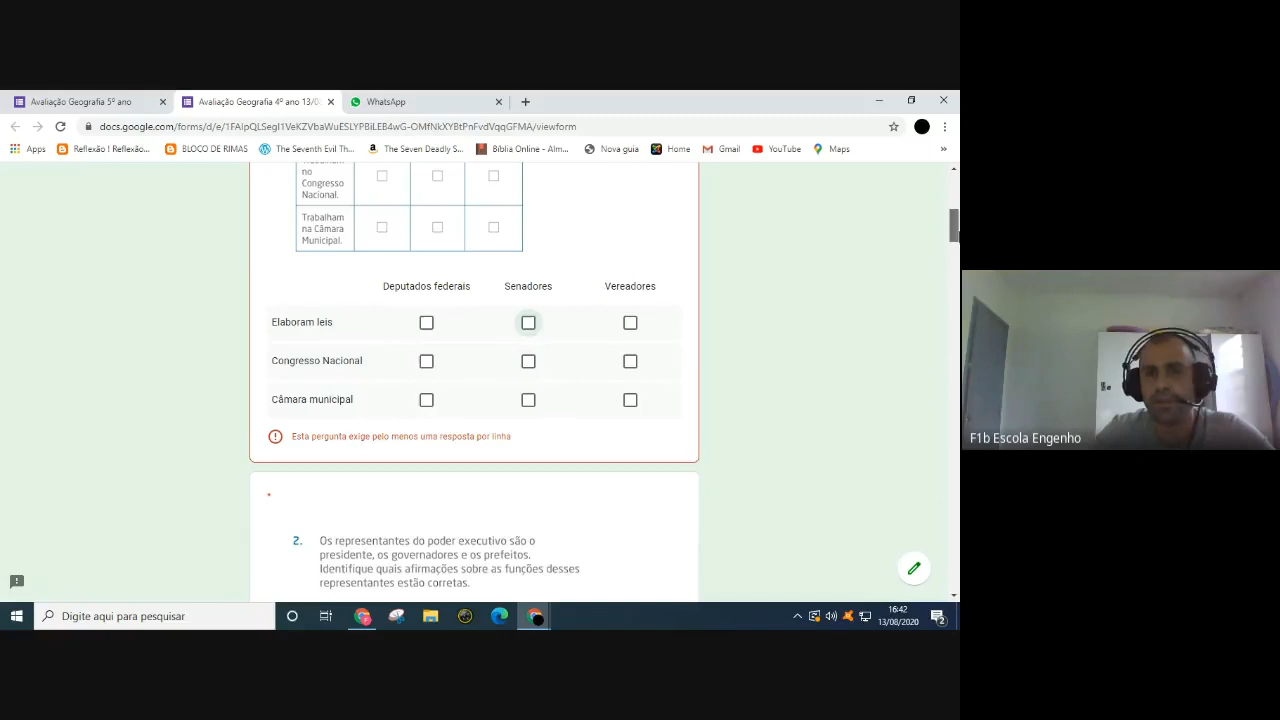 Avaliação Geografia 5º ano
Avaliação Geografia 4º ano 13/0
WhatsApp
docs.google.com/forms/d/e/1FAIpQLSegI1VeKZVbaWuESLYPBiLEB4wG-OMfNkXYBtPnFvdVqqGFMA/viewform
Apps
Reflexão ! Reflexão...
BLOCO DE RIMAS
The Seventh Evil Th...
The Seven Deadly S...
Bíblia Online - Alm...
Nova guia
Home
Gmail
YouTube
Maps
»
no
Congresso
Nacional.
Trabalham
na Câmara
Municipal.
Deputados federais Senadores Vereadores
Elaboram leis
Congresso Nacional
Câmara municipal
Esta pergunta exige pelo menos uma resposta por linha
2. Os representantes do poder executivo são o
presidente, os governadores e os prefeitos.
Identifique quais afirmações sobre as funções desses
representantes estão corretas.
F1b Escola Engenho
Digite aqui para pesquisar
16:42
13/08/2020
2